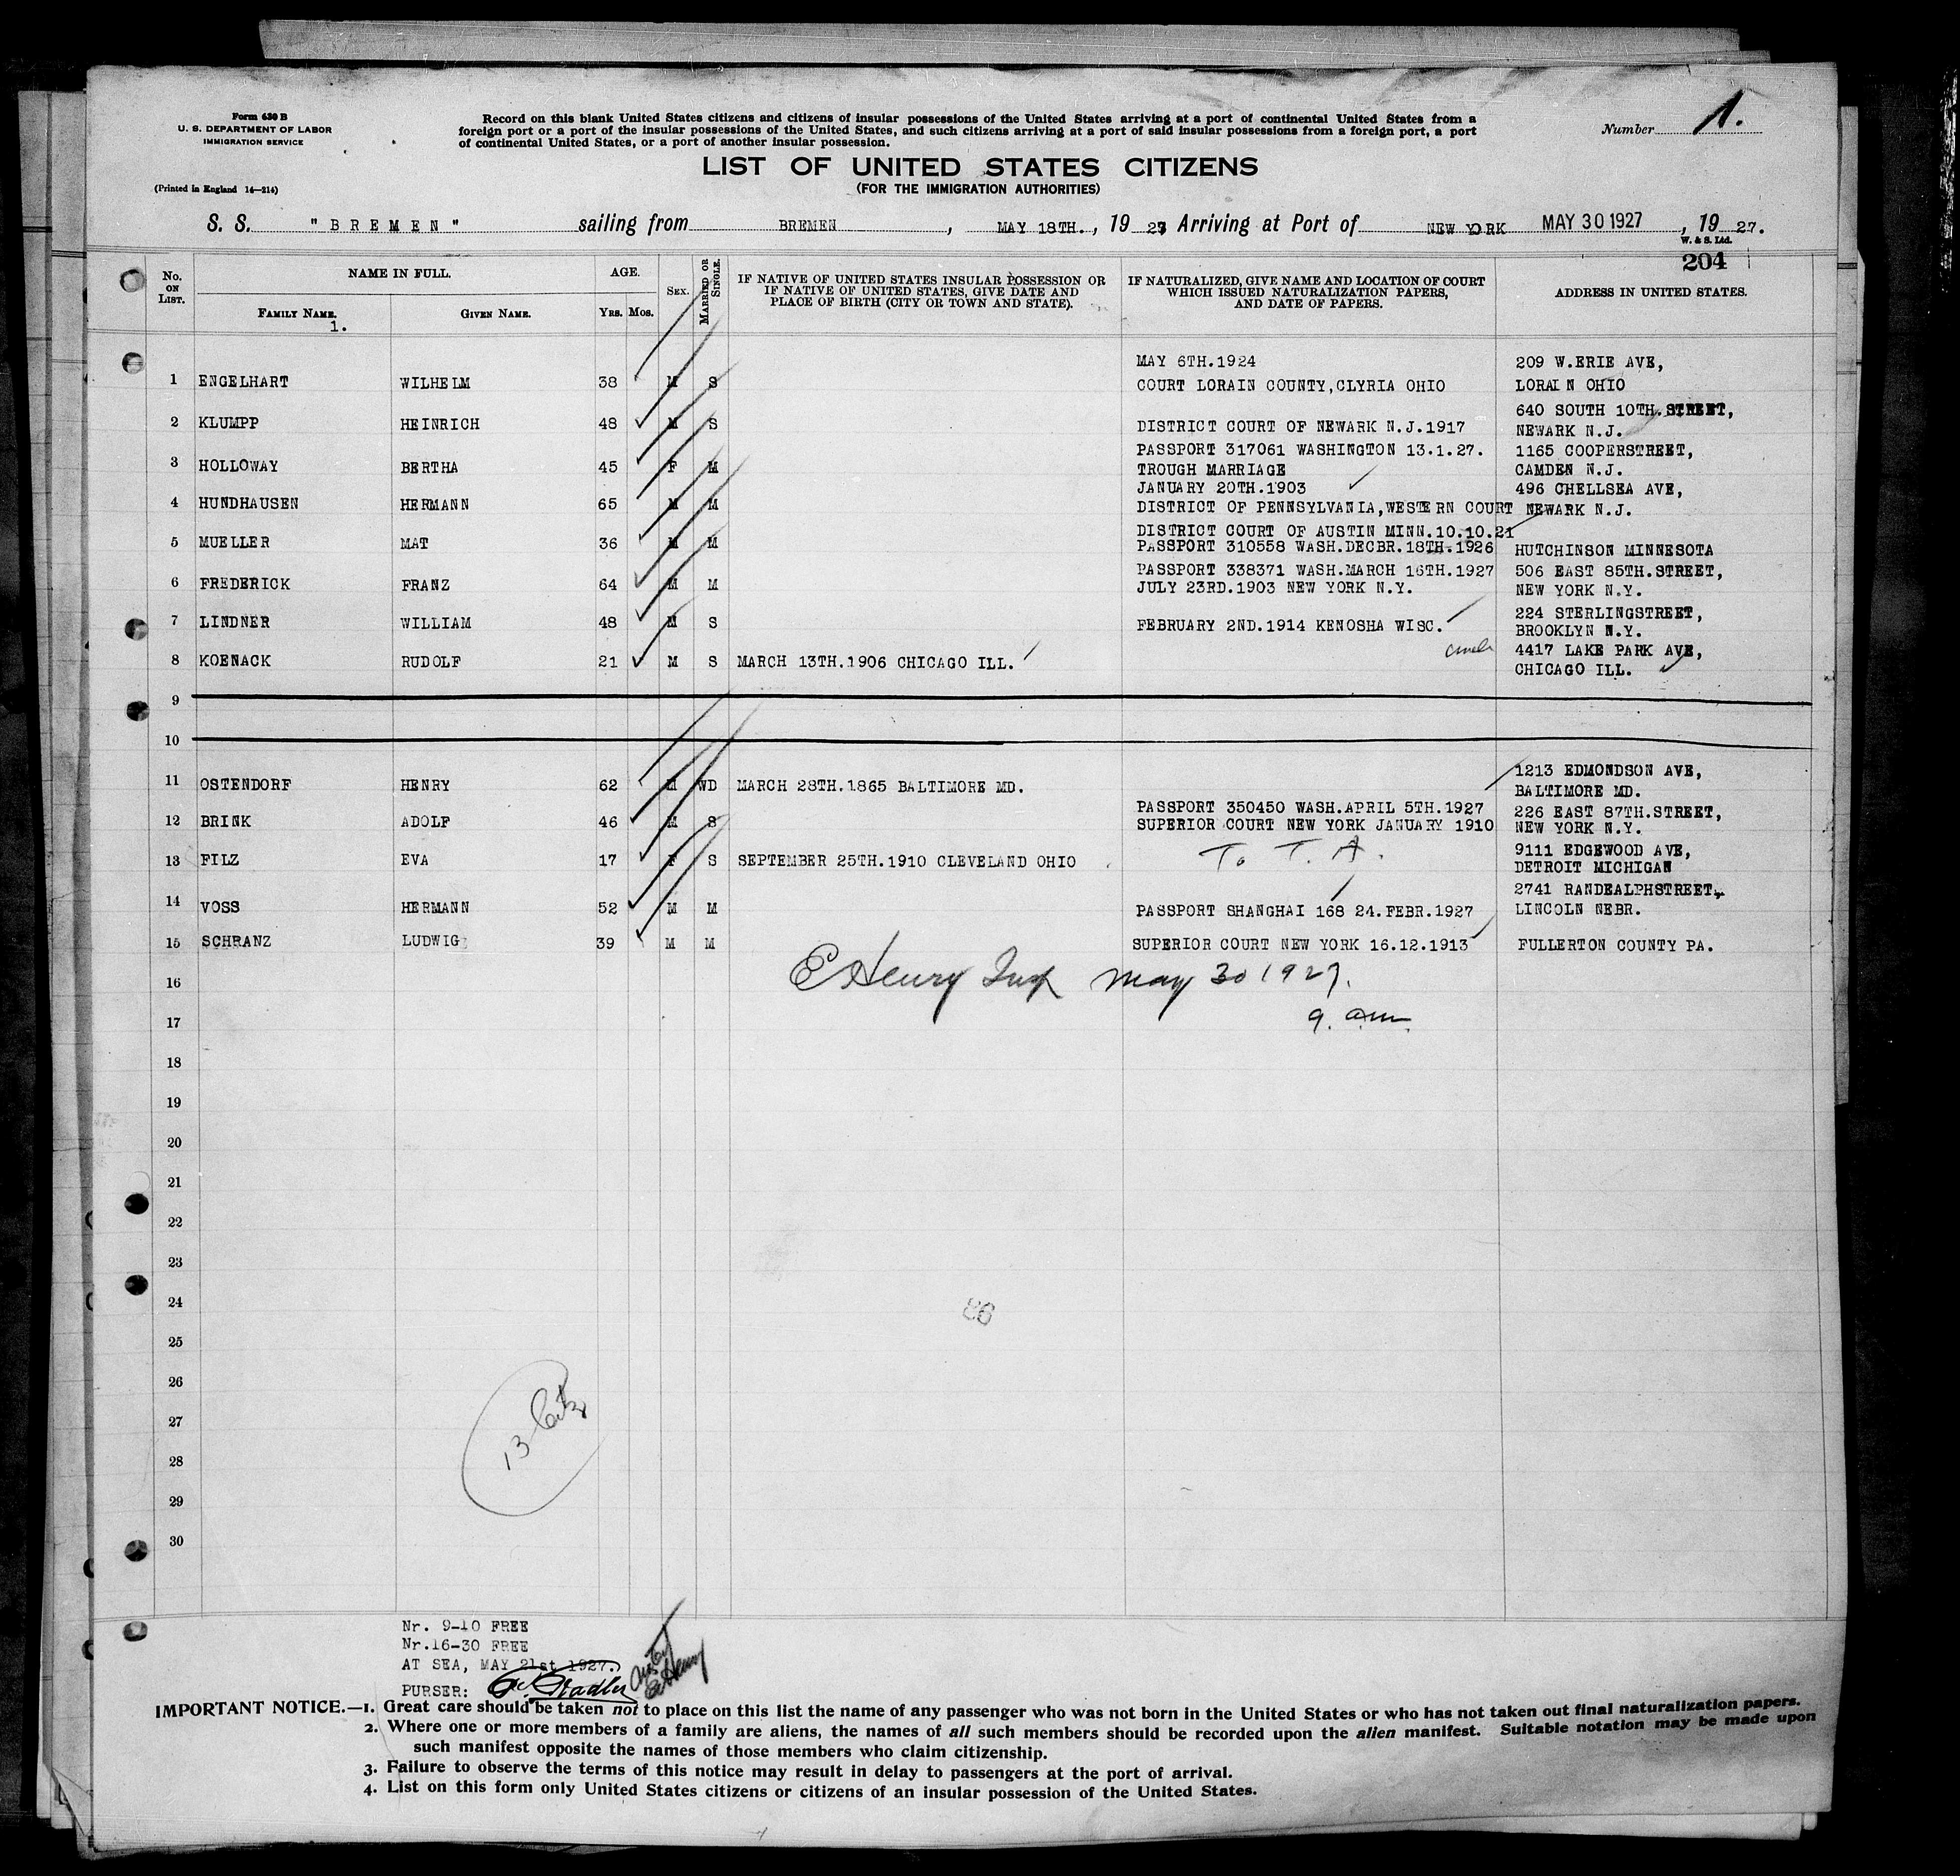 Form 630 B
U. S. DEPARTMENT OF LABOR
IMMIGRATION SERVICE
(Printed in England 14—214)
Record on this blank United States citizens and citizens of insular possessions of the United States arriving at a port of continental United States from a
foreign port or a port of the insular possessions of the United States, and such citizens arriving at a port of said insular possessions from a foreign port, a port
of continental United States, or a port of another insular possession.
Number 1.
LIST OF UNITED STATES CITIZENS
(FOR THE IMMIGRATION AUTHORITIES)
S. S. "BREMEN" sailing from BREMEN, MAY 18TH., 1927, Arriving at Port of NEW YORK MAY 30 1927, 1927.
W. & S. Ltd.
204
No. ON LIST. NAME IN FULL. AGE. SEX. MARRIED OR SINGLE. IF NATIVE OF UNITED STATES INSULAR POSSESSION OR IF NATIVE OF UNITED STATES, GIVE DATE AND PLACE OF BIRTH (CITY OR TOWN AND STATE). IF NATURALIZED, GIVE NAME AND LOCATION OF COURT WHICH ISSUED NATURALIZATION PAPERS, AND DATE OF PAPERS. ADDRESS IN UNITED STATES.
FAMILY NAME. GIVEN NAME. YRS. MOS.
1.
MAY 6TH.1924 209 W.ERIE AVE,
1 ENGELHART WILHELM 38 M S COURT LORAIN COUNTY,CLYRIA OHIO LORAIN OHIO
640 SOUTH 10TH.STREET,
2 KLUMPP HEINRICH 48 M S DISTRICT COURT OF NEWARK N.J.1917 NEWARK N.J.
PASSPORT 317061 WASHINGTON 13.1.27. 1165 COOPERSTREET,
3 HOLLOWAY BERTHA 45 F M TROUGH MARRIAGE CAMDEN N.J.
JANUARY 20TH.1903 496 CHELLSEA AVE,
4 HUNDHAUSEN HERMANN 65 M M DISTRICT OF PENNSYLVANIA,WESTERN COURT NEWARK N.J.
DISTRICT COURT OF AUSTIN MINN.10.10.21
5 MUELLER MAT 36 M M PASSPORT 310558 WASH.DECBR.18TH.1926 HUTCHINSON MINNESOTA
PASSPORT 338371 WASH.MARCH 16TH.1927 506 EAST 85TH.STREET,
6 FREDERICK FRANZ 64 M M JULY 23RD.1903 NEW YORK N.Y. NEW YORK N.Y.
224 STERLINGSTREET,
7 LINDNER WILLIAM 48 M S FEBRUARY 2ND.1914 KENOSHA WISC. BROOKLYN N.Y.
4417 LAKE PARK AVE,
8 KOENACK RUDOLF 21 M S MARCH 13TH.1906 CHICAGO ILL. CHICAGO ILL.
9
10
1213 EDMONDSON AVE,
11 OSTENDORF HENRY 62 M WD MARCH 28TH.1865 BALTIMORE MD. BALTIMORE MD.
PASSPORT 350450 WASH.APRIL 5TH.1927 226 EAST 87TH.STREET,
12 BRINK ADOLF 46 M S SUPERIOR COURT NEW YORK JANUARY 1910 NEW YORK N.Y.
9111 EDGEWOOD AVE,
13 FILZ EVA 17 F S SEPTEMBER 25TH.1910 CLEVELAND OHIO T. T. A. DETROIT MICHIGAN
2741 RANDEALPHSTREET,
14 VOSS HERMANN 52 M M PASSPORT SHANGHAI 168 24.FEBR.1927 LINCOLN NEBR.
15 SCHRANZ LUDWIG 39 M M SUPERIOR COURT NEW YORK 16.12.1913 FULLERTON COUNTY PA.
16 E Henry Insp May 30 1927.
17 9. a.m.
18
19
20
21
22
23
24 86
25
26
27 13
28
29
30
Nr. 9-10 FREE
Nr.16-30 FREE
AT SEA, MAY 21st 1927.
PURSER:
IMPORTANT NOTICE.—1. Great care should be taken not to place on this list the name of any passenger who was not born in the United States or who has not taken out final naturalization papers.
2. Where one or more members of a family are aliens, the names of all such members should be recorded upon the alien manifest. Suitable notation may be made upon
such manifest opposite the names of those members who claim citizenship.
3. Failure to observe the terms of this notice may result in delay to passengers at the port of arrival.
4. List on this form only United States citizens or citizens of an insular possession of the United States.